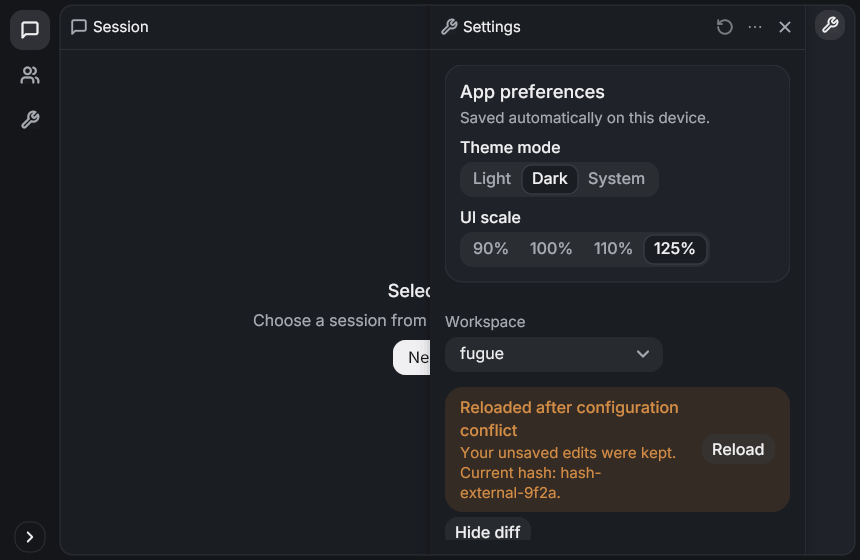 Session
Selec
Choose a session from
Ne
Settings
App preferences
Saved automatically on this device.
Theme mode
Light Dark System
UI scale
90% 100% 110% 125%
Workspace
fugue
Reloaded after configuration
conflict
Your unsaved edits were kept.
Current hash: hash-
external-9f2a.
Reload
Hide diff